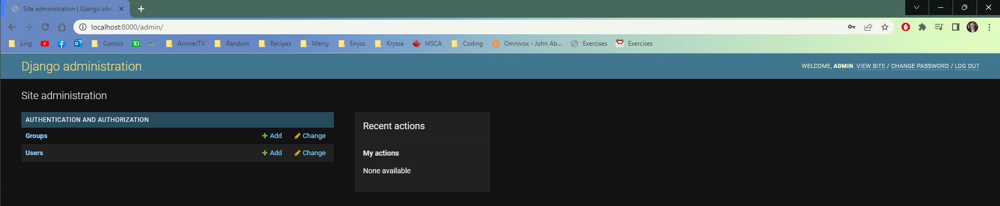 Site administration | Django site
localhost:8000/admin/
Ling Comics TD Anime/TV Random Recipes Mercy Eiryss Kryssa MSCA Coding Omnivox - John Ab... Exercises Exercises
Django administration
WELCOME, ADMIN. VIEW SITE / CHANGE PASSWORD / LOG OUT
Site administration
AUTHENTICATION AND AUTHORIZATION
Groups Add Change
Users Add Change
Recent actions
My actions
None available